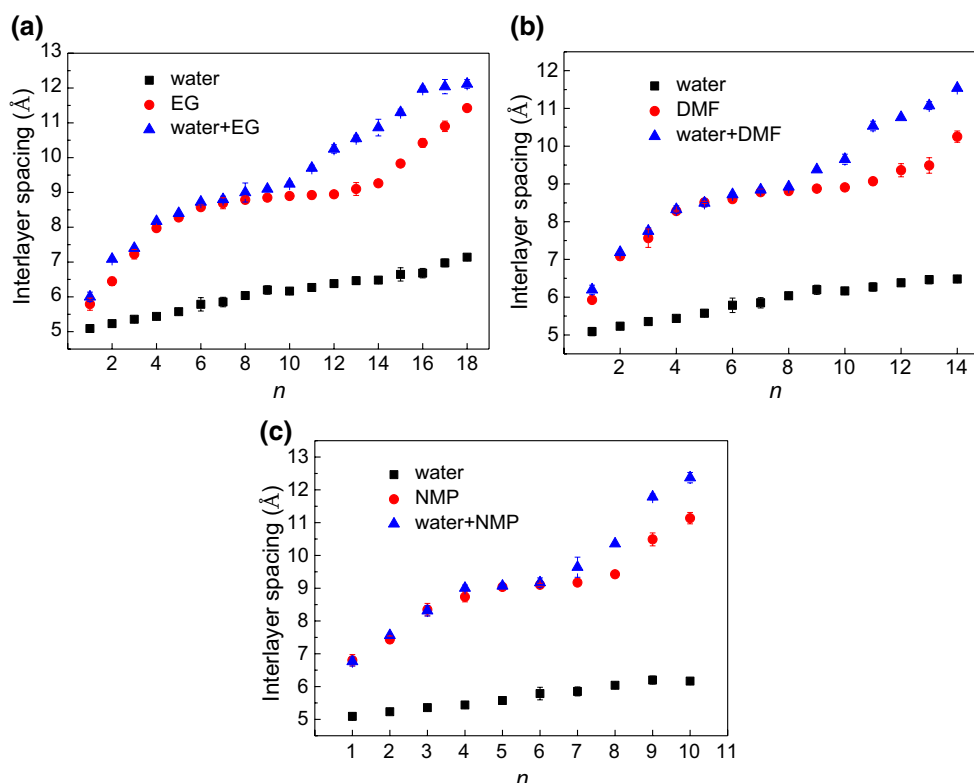 (a)
water
EG
water+EG
Interlayer spacing (Å)
13
12
11
10
9
8
7
6
5
2 4 6 8 10 12 14 16 18
n
(b)
water
DMF
water+DMF
Interlayer spacing (Å)
12
11
10
9
8
7
6
5
2 4 6 8 10 12 14
n
(c)
water
NMP
water+NMP
Interlayer spacing (Å)
13
12
11
10
9
8
7
6
5
1 2 3 4 5 6 7 8 9 10 11
n